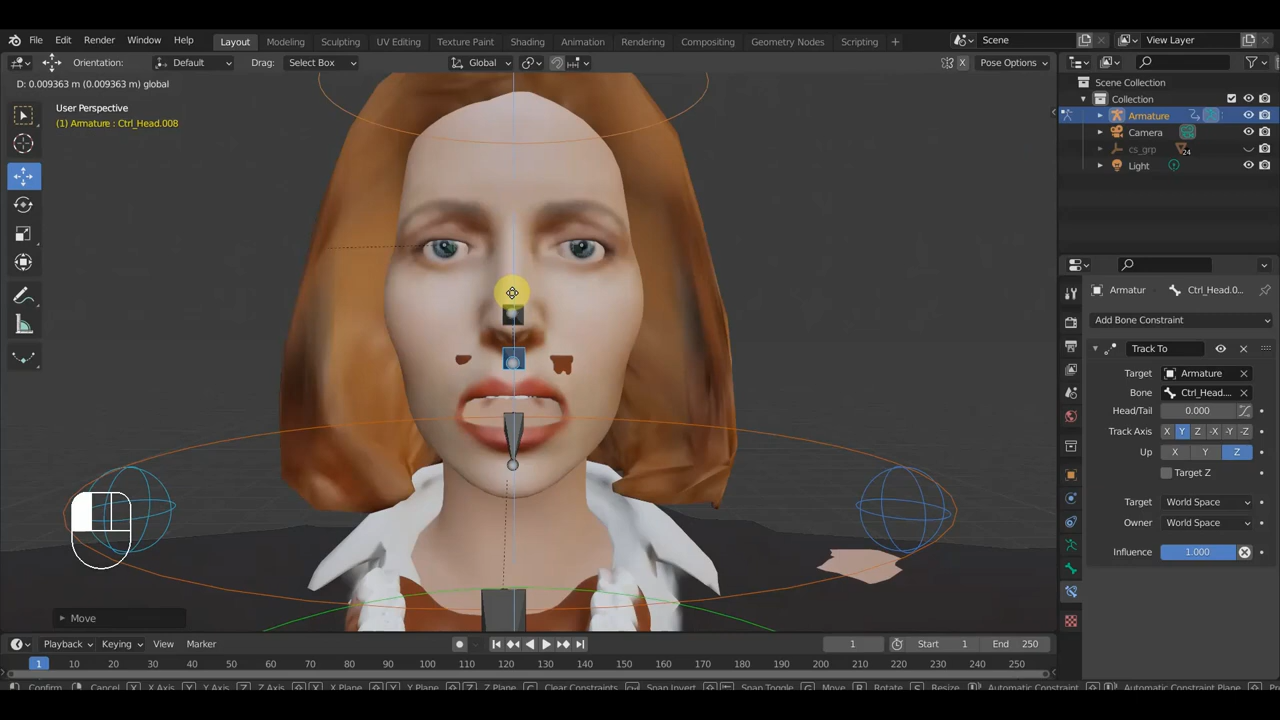 File Edit Render Window Help Layout Modeling Sculpting UV Editing Texture Paint Shading Animation Rendering Compositing Geometry Nodes Scripting + Scene View Layer
Orientation: Default Drag: Select Box Global X Pose Options
D: 0.009363 m (0.009363 m) global
User Perspective
(1) Armature : Ctrl_Head.008
Scene Collection
Collection
Armature
Camera
cs_grp 24
Light
Armatur Ctrl_Head.0...
Add Bone Constraint
Track To
Target Armature
Bone Ctrl_Head....
Head/Tail 0.000
Track Axis X Y Z -X -Y -Z
Up X Y Z
Target Z
Target World Space
Owner World Space
Influence 1.000
Move
Playback Keying View Marker 1 Start 1 End 250
1 10 20 30 40 50 60 70 80 90 100 110 120 130 140 150 160 170 180 190 200 210 220 230 240 250
Confirm Cancel X X Axis Y Y Axis Z Z Axis X X Plane Y Y Plane Z Z Plane C Clear Constraints Snap Invert Snap Toggle G Move R Rotate S Resize Automatic Constraint Automatic Constraint Plane